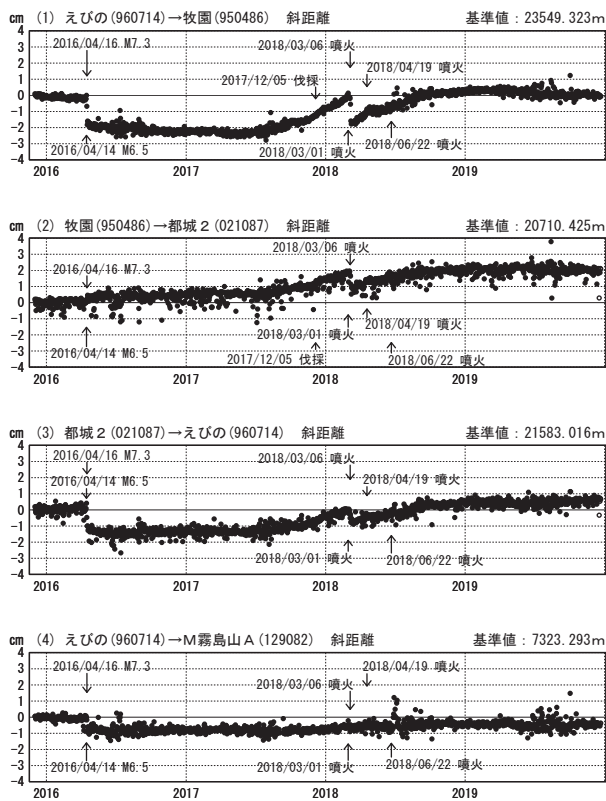 cm (1) えびの(960714)→牧園(950486) 斜距離 基準値：23549.323m
4
3
2
1
0
-1
-2
-3
-4
2016/04/16 M7.3
2018/03/06 噴火
2018/04/19 噴火
2017/12/05 伐採
2016/04/14 M6.5
2018/03/01 噴火
2018/06/22 噴火
2016 2017 2018 2019
cm (2) 牧園(950486)→都城２(021087) 斜距離 基準値：20710.425m
4
3
2
1
0
-1
-2
-3
-4
2018/03/06 噴火
2016/04/16 M7.3
2018/03/01 噴火
2018/04/19 噴火
2016/04/14 M6.5
2017/12/05 伐採
2018/06/22 噴火
2016 2017 2018 2019
cm (3) 都城２(021087)→えびの(960714) 斜距離 基準値：21583.016m
4
3
2
1
0
-1
-2
-3
-4
2016/04/16 M7.3
2018/03/06 噴火
2016/04/14 M6.5
2018/04/19 噴火
2018/03/01 噴火
2018/06/22 噴火
2016 2017 2018 2019
cm (4) えびの(960714)→Ｍ霧島山Ａ(129082) 斜距離 基準値：7323.293m
4
3
2
1
0
-1
-2
-3
-4
2016/04/16 M7.3
2018/04/19 噴火
2018/03/06 噴火
2016/04/14 M6.5
2018/03/01 噴火
2018/06/22 噴火
2016 2017 2018 2019